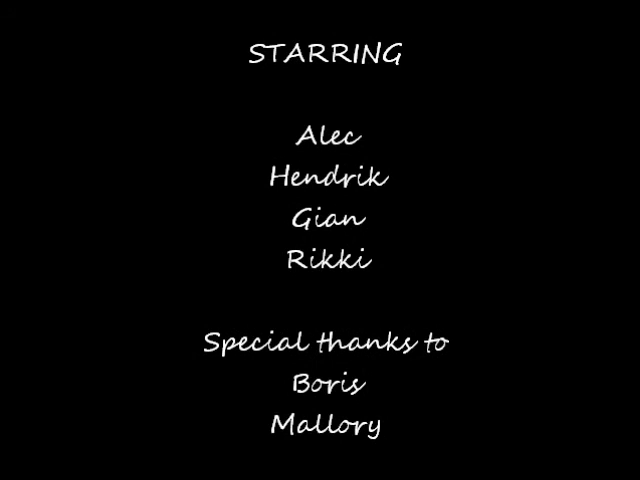 STARRING
Alec
Hendrik
Gian
Rikki
Special thanks to
Boris
Mallory